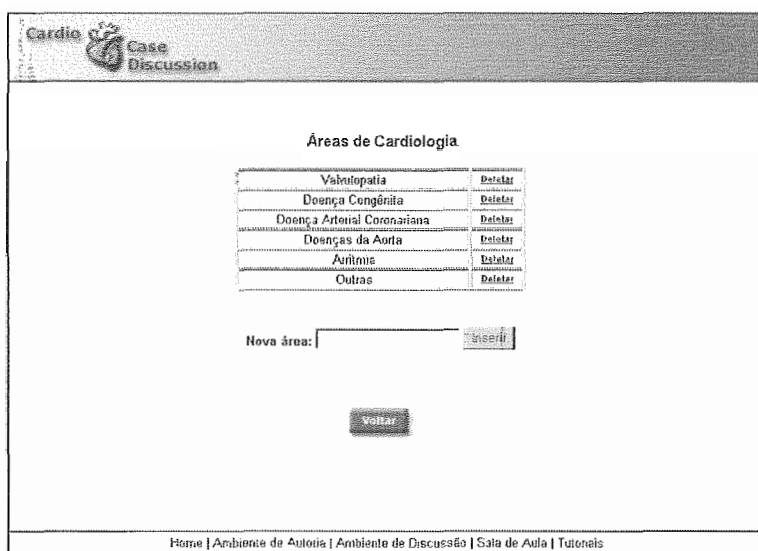 Cardio
Case
Discussion
Áreas de Cardiologia
Valvulopatia Deletar
Doença Congênita Deletar
Doença Arterial Coronariana Deletar
Doenças da Aorta Deletar
Arritmia Deletar
Outras Deletar
Nova área: Inserir
Voltar
Home | Ambiente de Autoria | Ambiente de Discussão | Sala de Aula | Tutoriais